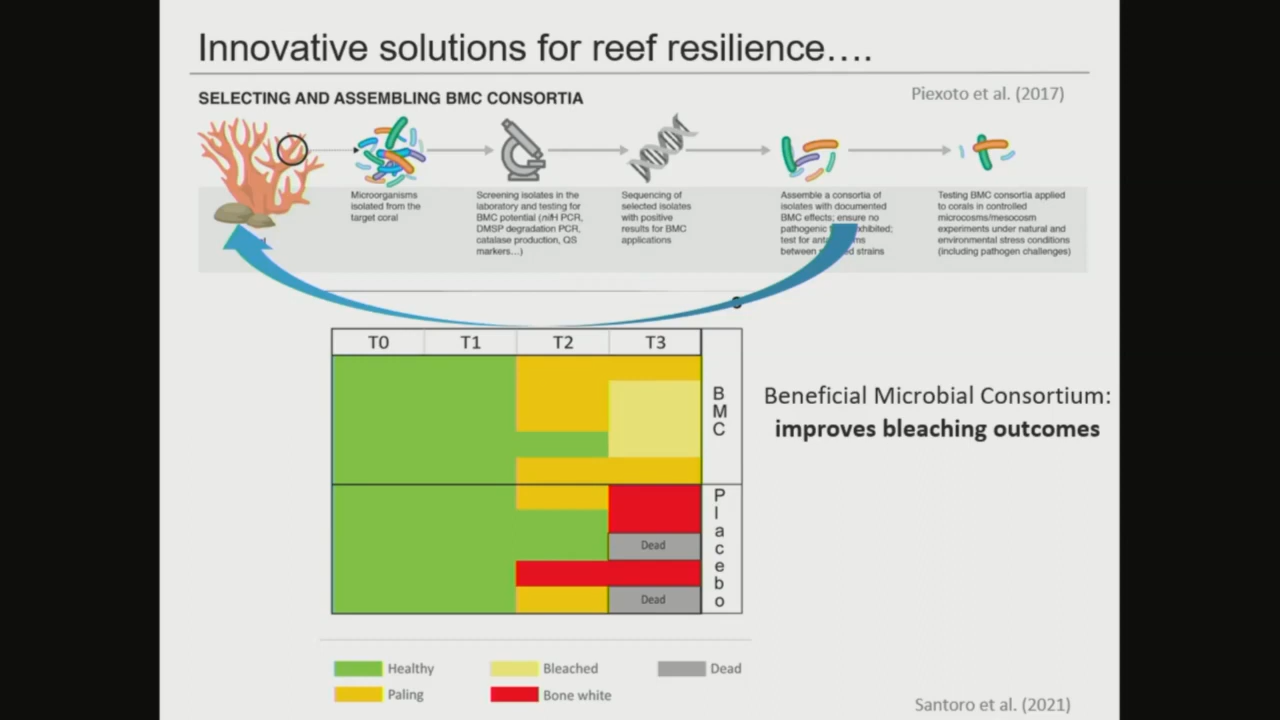 Innovative solutions for reef resilience….
SELECTING AND ASSEMBLING BMC CONSORTIA
Piexoto et al. (2017)
Microorganisms
isolated from the
target coral
Screening isolates in the
laboratory and testing for
BMC potential (nifH PCR,
DMSP degradation PCR,
catalase production, QS
markers…)
Sequencing of
selected isolates
with positive
results for BMC
applications
Assemble a consortia of
isolates with documented
BMC effects; ensure no
pathogenic
test for
between strains
Testing BMC consortia applied
to corals in controlled
microcosms/mesocosm
experiments under natural and
environmental stress conditions
(including pathogen challenges)
T0 T1 T2 T3
BMC
Placebo
Dead
Dead
Beneficial Microbial Consortium:
improves bleaching outcomes
Healthy Bleached Dead
Paling Bone white
Santoro et al. (2021)